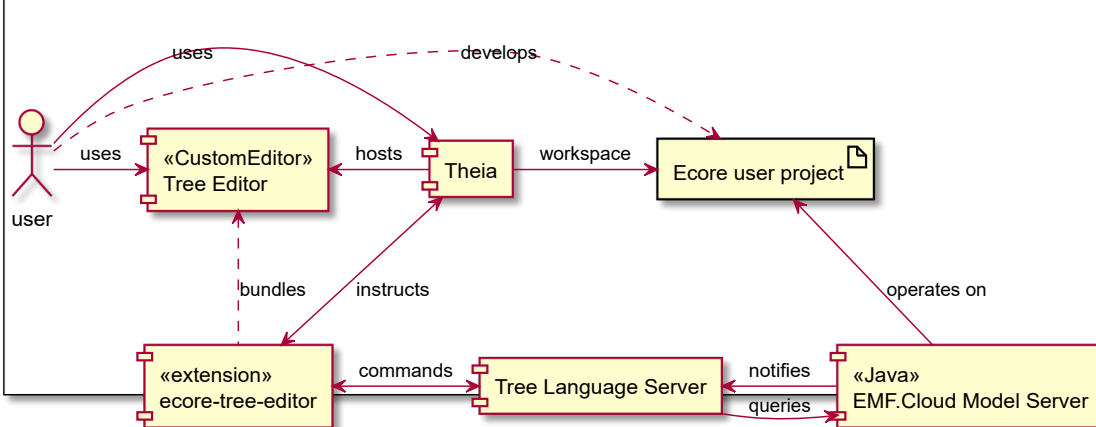 uses
develops
uses
«CustomEditor»
Tree Editor
hosts
Theia
workspace
Ecore user project
user
bundles
instructs
operates on
«extension»
ecore-tree-editor
commands
Tree Language Server
notifies
queries
«Java»
EMF.Cloud Model Server